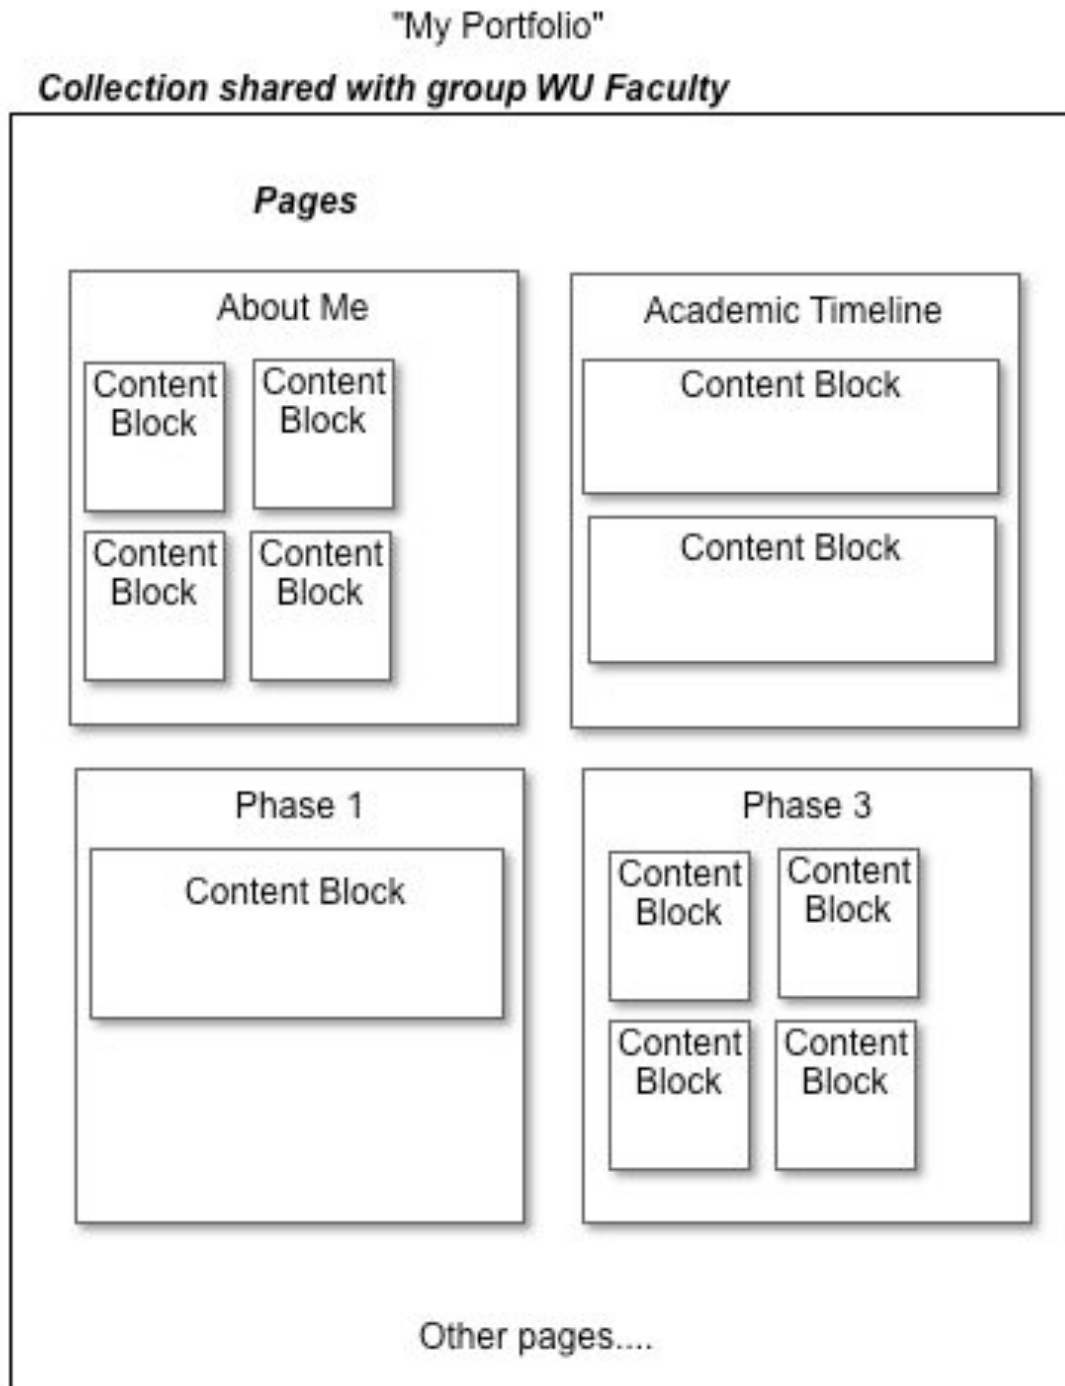 "My Portfolio"
Collection shared with group WU Faculty
Pages
About Me
Content
Block
Content
Block
Content
Block
Content
Block
Academic Timeline
Content Block
Content Block
Phase 1
Content Block
Phase 3
Content
Block
Content
Block
Content
Block
Content
Block
Other pages....